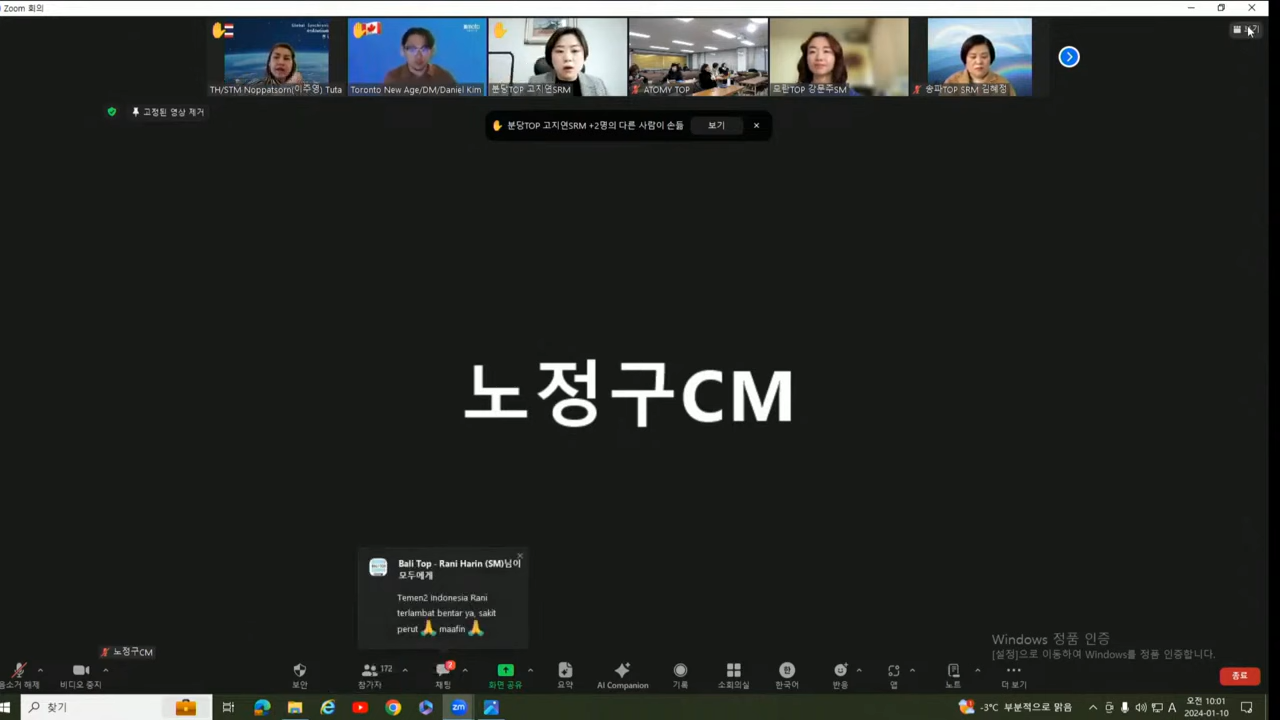 Zoom 회의
TH/STM Noppatsorn(이주영) Tuta
Toronto New Age/DM/Daniel Kim
분당TOP 고지연SRM
ATOMY TOP
모란TOP 강문주SM
송파TOP SRM 김혜정
고정된 영상 제거
분당TOP 고지연SRM +2명의 다른 사람이 손듦
보기
노정구CM
Bali Top - Rani Harin (SM)님이
모두에게
Temen2 Indonesia Rani
terlambat bentar ya, sakit
perut 🙏 maafin 🙏
Windows 정품 인증
[설정]으로 이동하여 Windows를 정품 인증합니다.
노정구CM
음소거 해제
비디오 중지
보안
172
참가자
2
채팅
화면 공유
요약
AI Companion
기록
소회의실
한국어
반응
앱
노트
더 보기
종료
찾기
-3°C 부분적으로 맑음
A
오전 10:01
2024-01-10